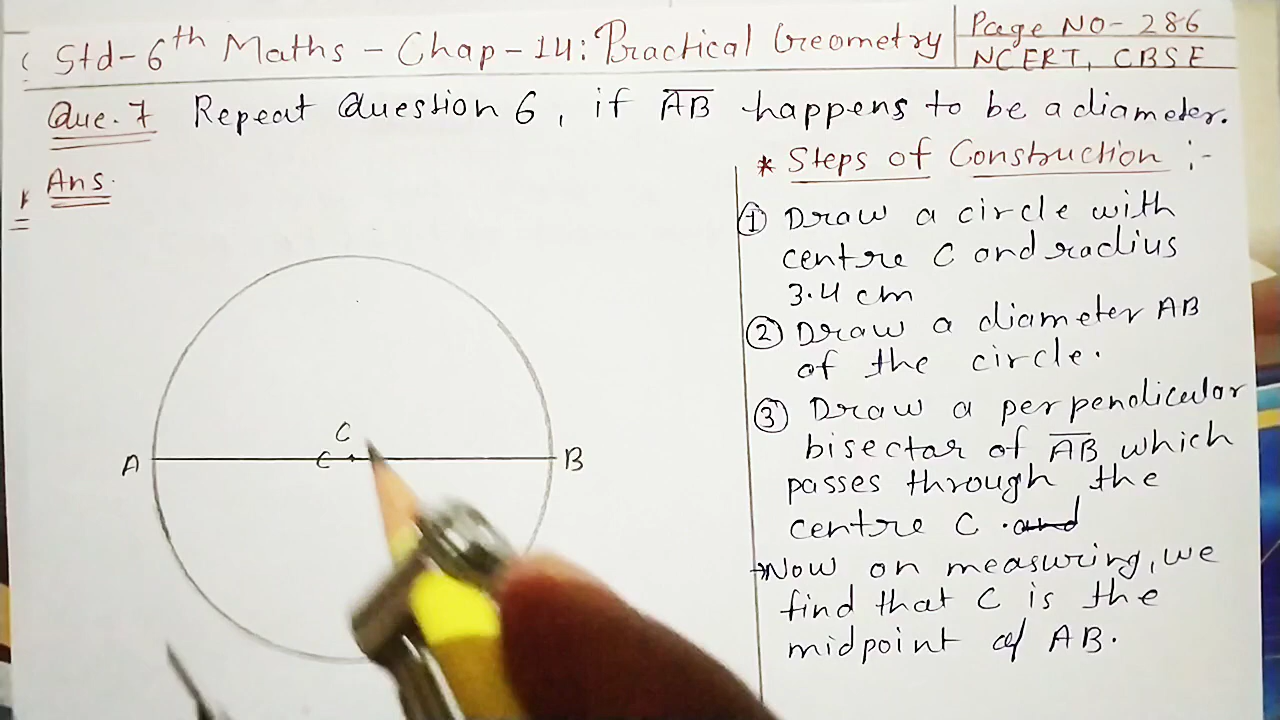 Std-6th Maths - Chap-14: Practical Geometry
Page NO- 286
NCERT, CBSE
Que. 7 Repeat Question 6, if AB happens to be a diameter.
Ans.
* Steps of Construction :-
① Draw a circle with
centre C and radius
3.4 cm
② Draw a diameter AB
of the circle.
③ Draw a perpendicular
bisectar of AB which
passes through the
centre C .
→Now on measuring, we
find that C is the
midpoint of AB.
C
A
C
B